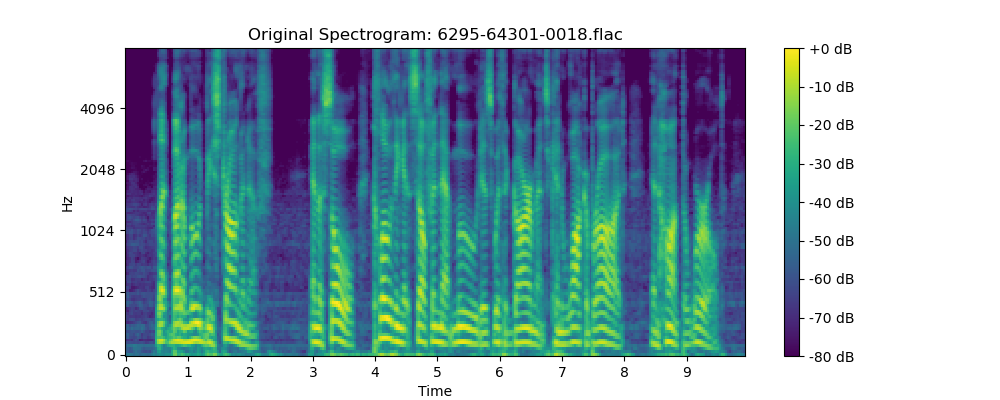 Original Spectrogram: 6295-64301-0018.flac
Hz
4096
2048
1024
512
0
0 1 2 3 4 5 6 7 8 9
Time
+0 dB
-10 dB
-20 dB
-30 dB
-40 dB
-50 dB
-60 dB
-70 dB
-80 dB